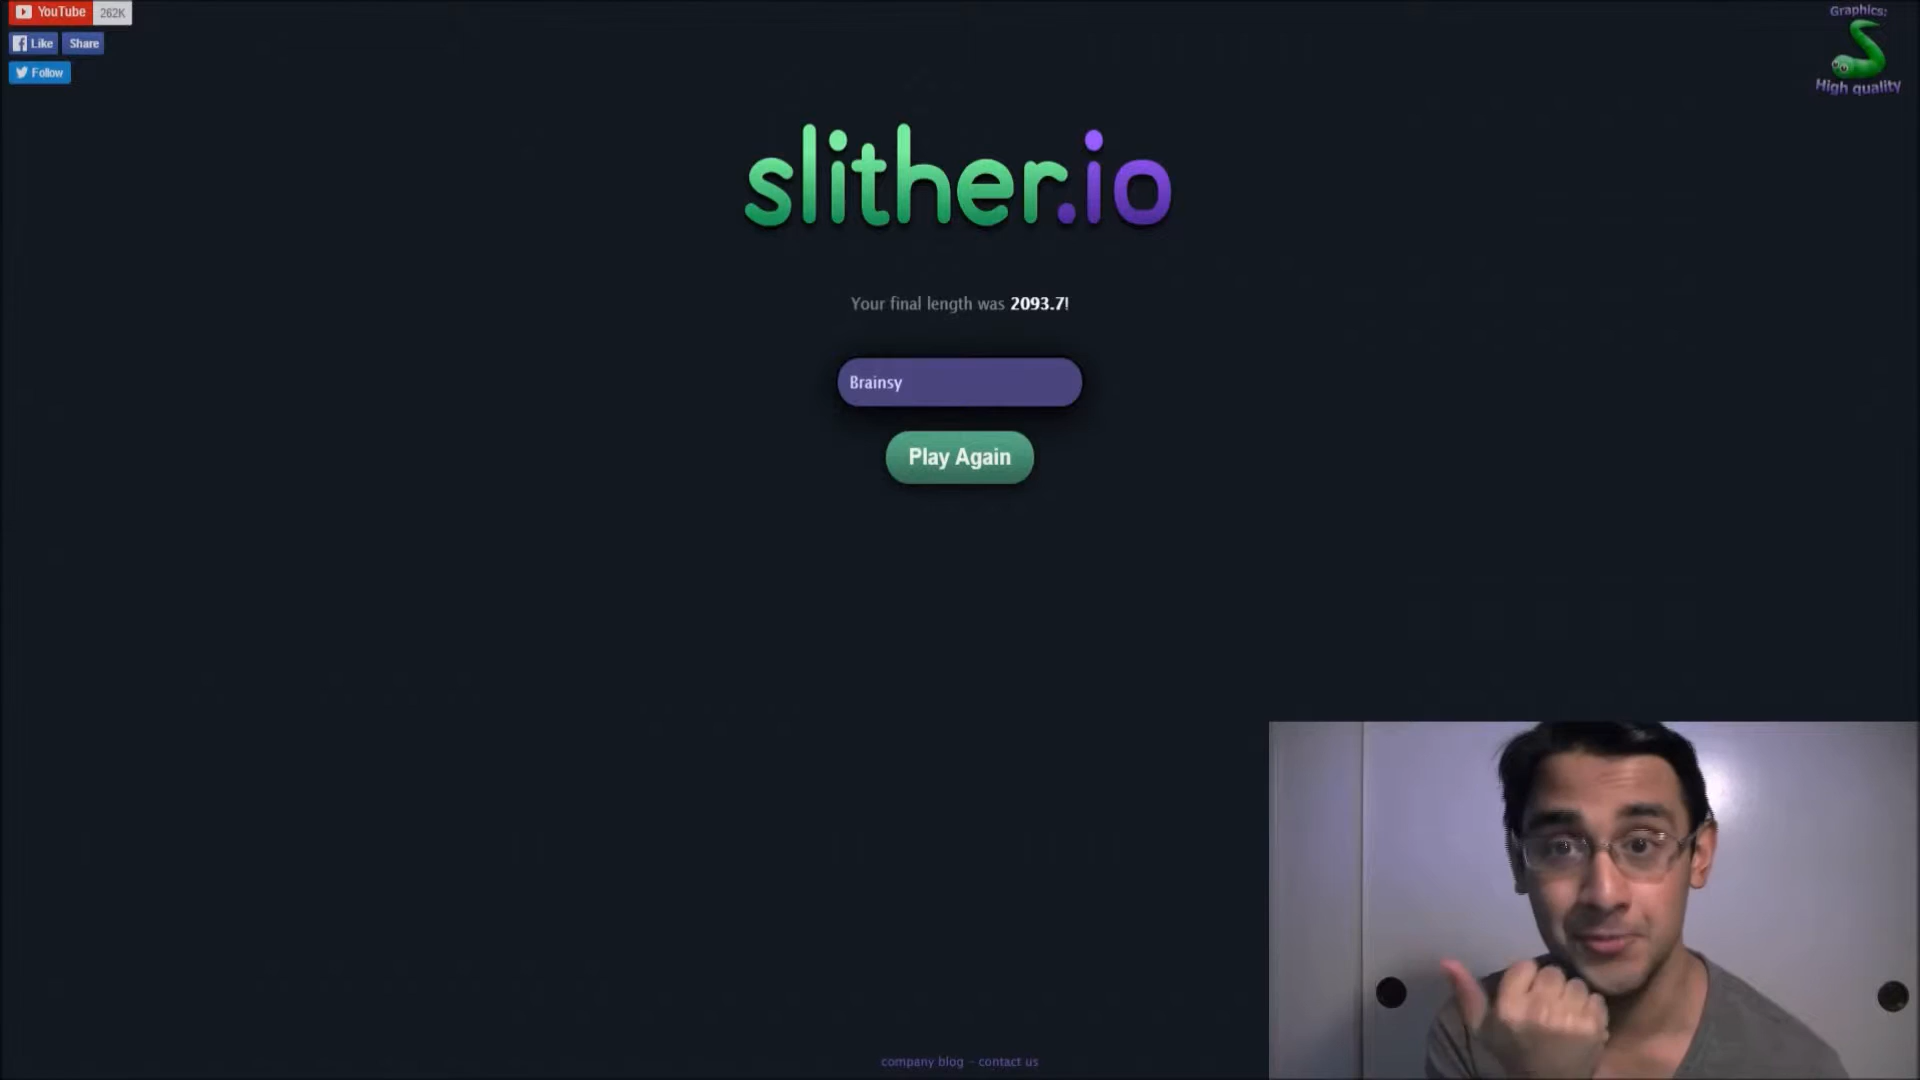 YouTube 262K
Like Share
Follow
Graphics:
High quality
slither.io
Your final length was 2093.7!
Brainsy
Play Again
company blog - contact us